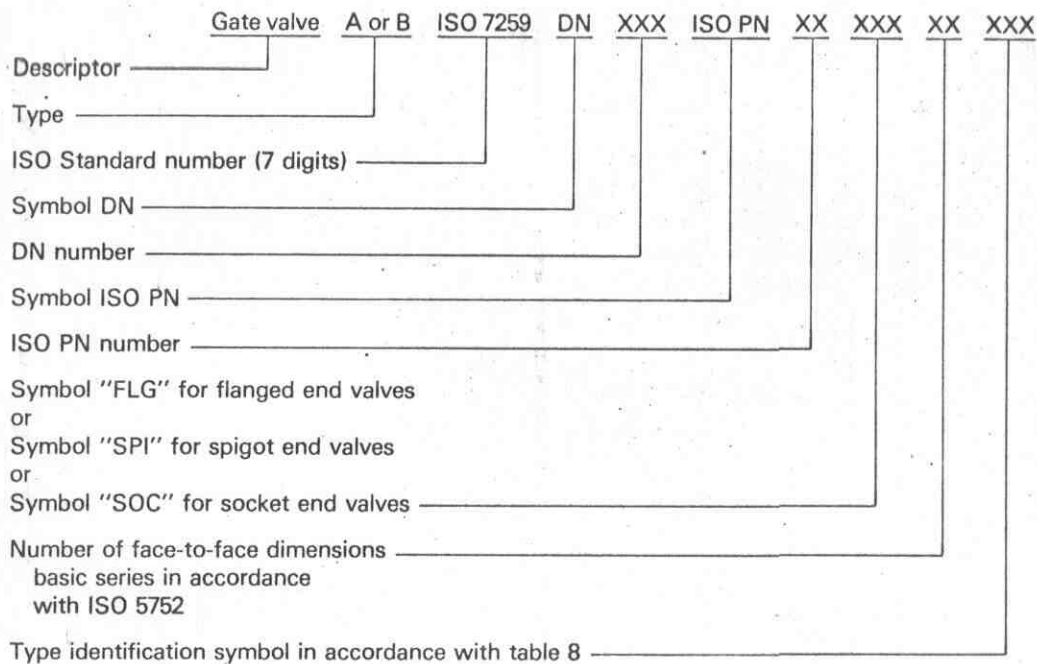 Gate valve A or B ISO 7259 DN XXX ISO PN XX XXX XX XXX
Descriptor
Type
ISO Standard number (7 digits)
Symbol DN
DN number
Symbol ISO PN
ISO PN number
Symbol "FLG" for flanged end valves
or
Symbol "SPI" for spigot end valves
or
Symbol "SOC" for socket end valves
Number of face-to-face dimensions
basic series in accordance
with ISO 5752
Type identification symbol in accordance with table 8